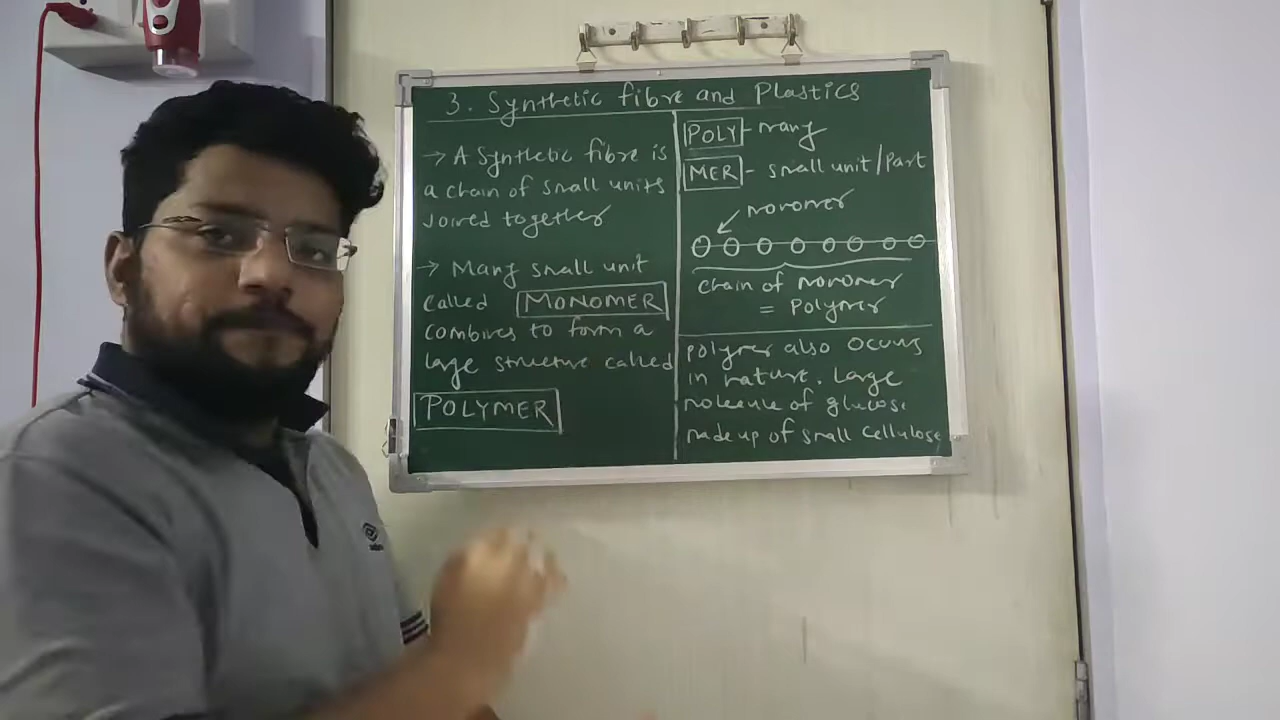 3. Synthetic fibre and Plastics
→ A Synthetic fibre is
a chain of small units
Joined together
→ Many small unit
called MONOMER
combines to form a
large structure called
POLYMER
POLY - many
MER - small unit/Part
monomer
chain of monomer
= Polymer
polymer also occurs
in nature. Large
molecule of glucose
made up of small cellulose